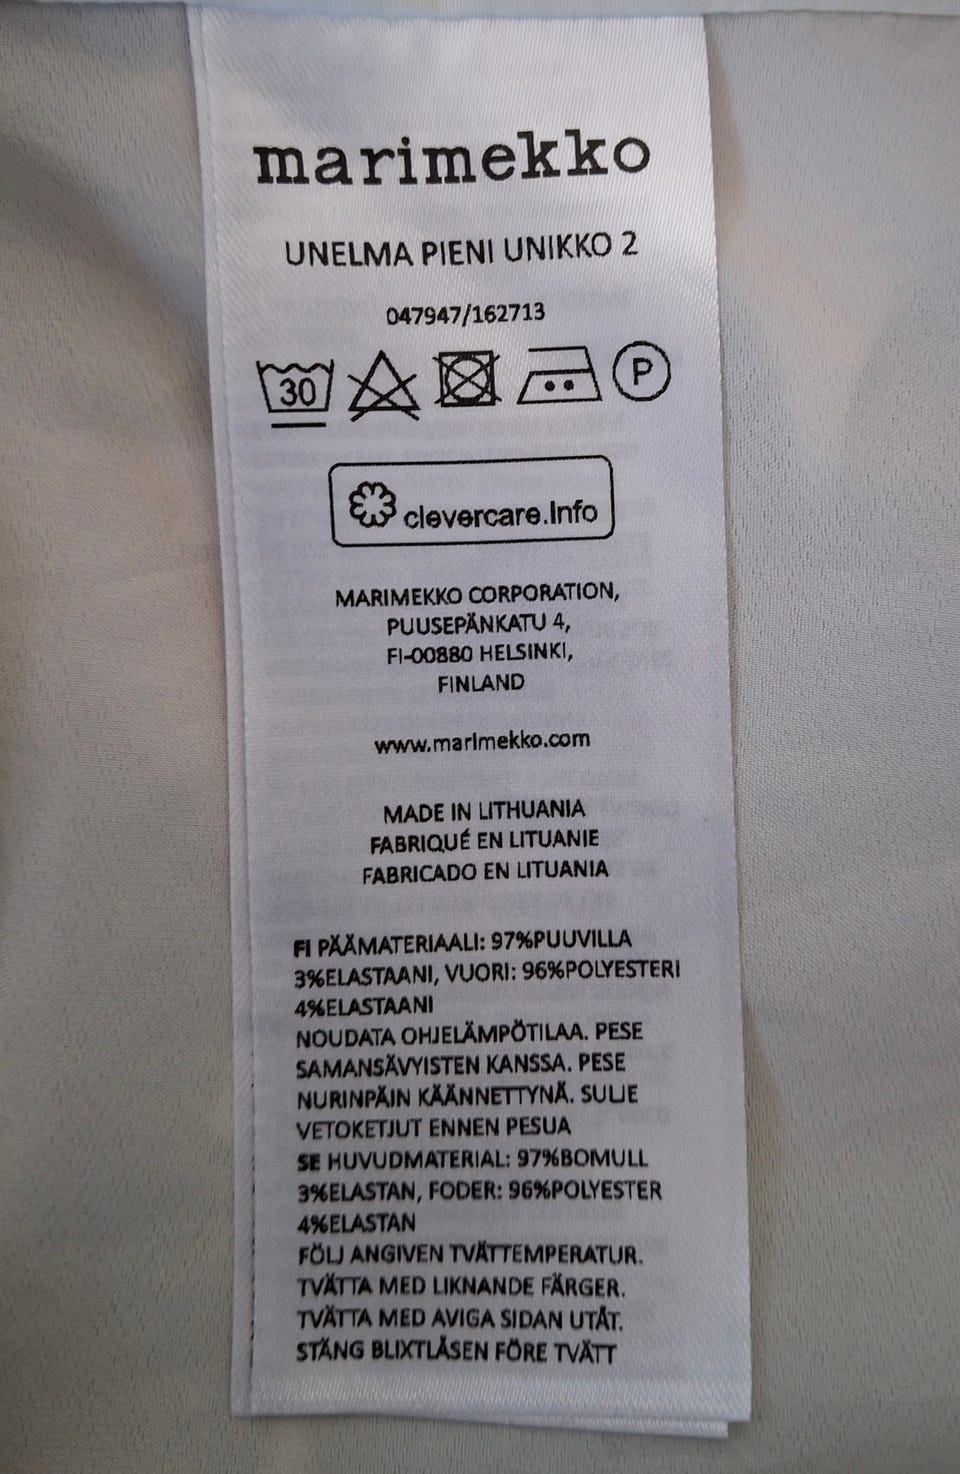 marimekko
UNELMA PIENI UNIKKO 2
047947/162713
30 P
clevercare.info
MARIMEKKO CORPORATION,
PUUSEPÄNKATU 4,
FI-00880 HELSINKI,
FINLAND
www.marimekko.com
MADE IN LITHUANIA
FABRIQUÉ EN LITUANIE
FABRICADO EN LITUANIA
FI PÄÄMATERIAALI: 97%PUUVILLA
3%ELASTAANI, VUORI: 96%POLYESTERI
4%ELASTAANI
NOUDATA OHJELÄMPÖTILAA. PESE
SAMANSÄVYISTEN KANSSA. PESE
NURINPÄIN KÄÄNNETTYNÄ. SULJE
VETOKETJUT ENNEN PESUA
SE HUVUDMATERIAL: 97%BOMULL
3%ELASTAN, FODER: 96%POLYESTER
4%ELASTAN
FÖLJ ANGIVEN TVÄTTEMPERATUR.
TVÄTTA MED LIKNANDE FÄRGER.
TVÄTTA MED AVIGA SIDAN UTÅT.
STÄNG BLIXTLÅSEN FÖRE TVÄTT